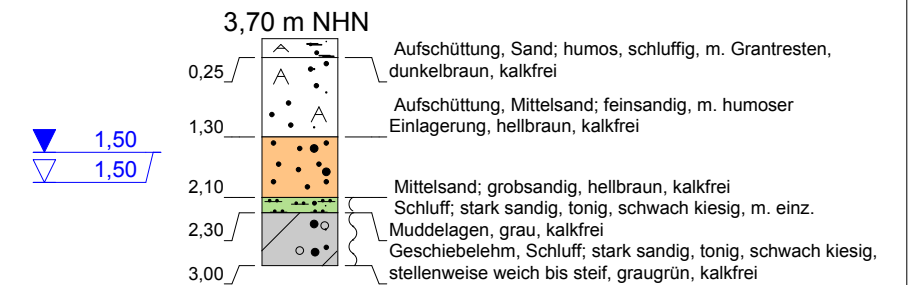 3,70 m NHN
0,25
Aufschüttung, Sand; humos, schluffig, m. Grantresten,
dunkelbraun, kalkfrei
1,30
Aufschüttung, Mittelsand; feinsandig, m. humoser
Einlagerung, hellbraun, kalkfrei
1,50
1,50
2,10
Mittelsand; grobsandig, hellbraun, kalkfrei
2,30
Schluff; stark sandig, tonig, schwach kiesig, m. einz.
Muddelagen, grau, kalkfrei
3,00
Geschiebelehm, Schluff; stark sandig, tonig, schwach kiesig,
stellenweise weich bis steif, graugrün, kalkfrei
A
A
A